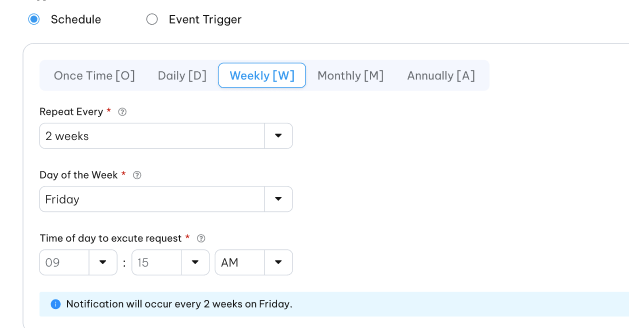 Schedule Event Trigger
Once Time [O] Daily [D] Weekly [W] Monthly [M] Annually [A]
Repeat Every *
2 weeks
Day of the Week *
Friday
Time of day to excute request *
09 : 15 AM
Notification will occur every 2 weeks on Friday.